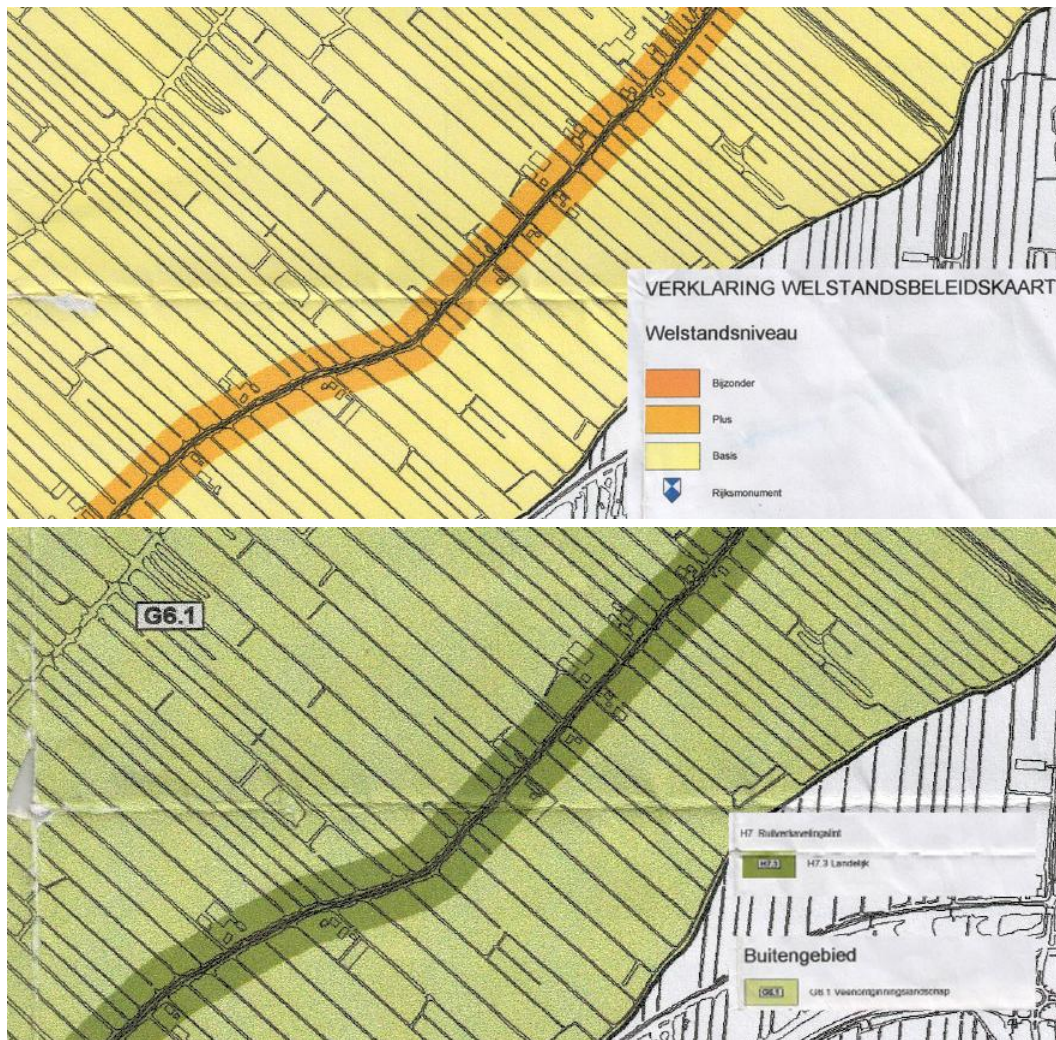 VERKLARING WELSTANDSBELEIDSKAART
Welstandsniveau
Bijzonder
Plus
Basis
Rijksmonument
G6.1
H7 Ruilverkavelingslint
H7.3 H7.3 Landelijk
Buitengebied
G6.1 G6.1 Veenontginningslandschap